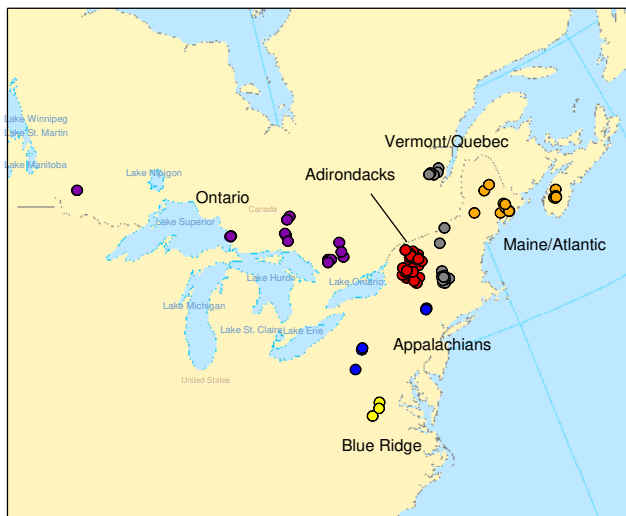 Lake Winnipeg
Lake St. Martin
Vermont/Quebec
Lake Manitoba
Lake Nipigon
Adirondacks
Ontario
Canada
Lake Superior
Maine/Atlantic
Lake Huron
Lake Ontario
Lake Michigan
Lake St. Claire
Lake Erie
Appalachians
United States
Blue Ridge